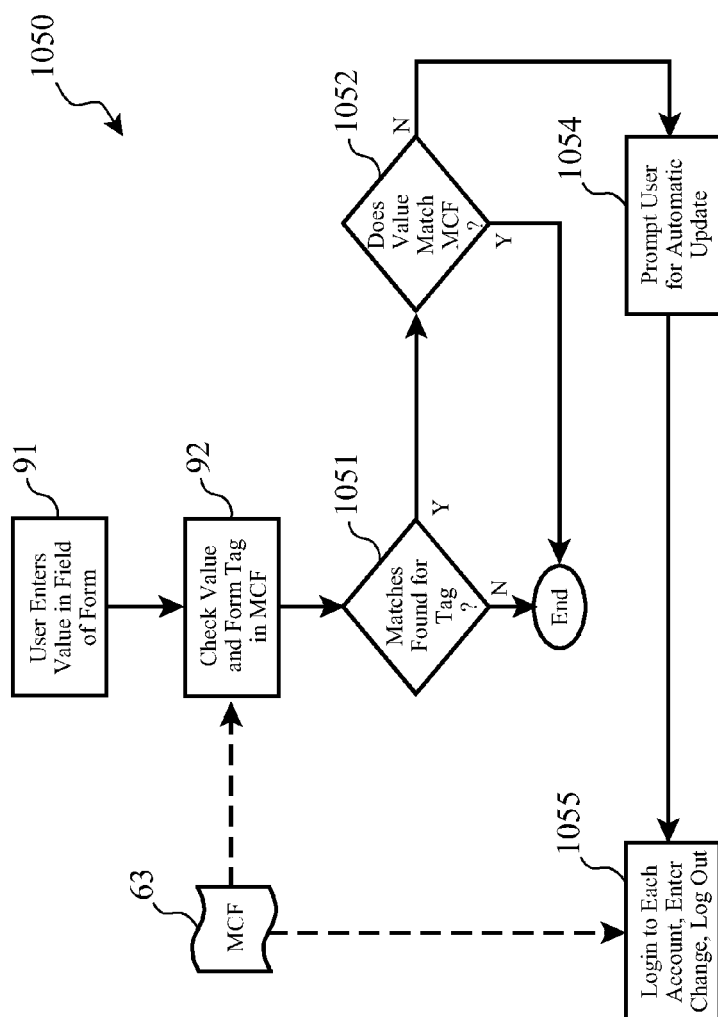 1050
91
User Enters
Value in Field
of Form
92
Check Value
and Form Tag
in MCF
63
MCF
1051
Matches
Found for
Tag
?
Y
N
1052
Does
Value
Match
MCF
?
N
Y
End
1054
Prompt User
for Automatic
Update
1055
Login to Each
Account, Enter
Change, Log Out